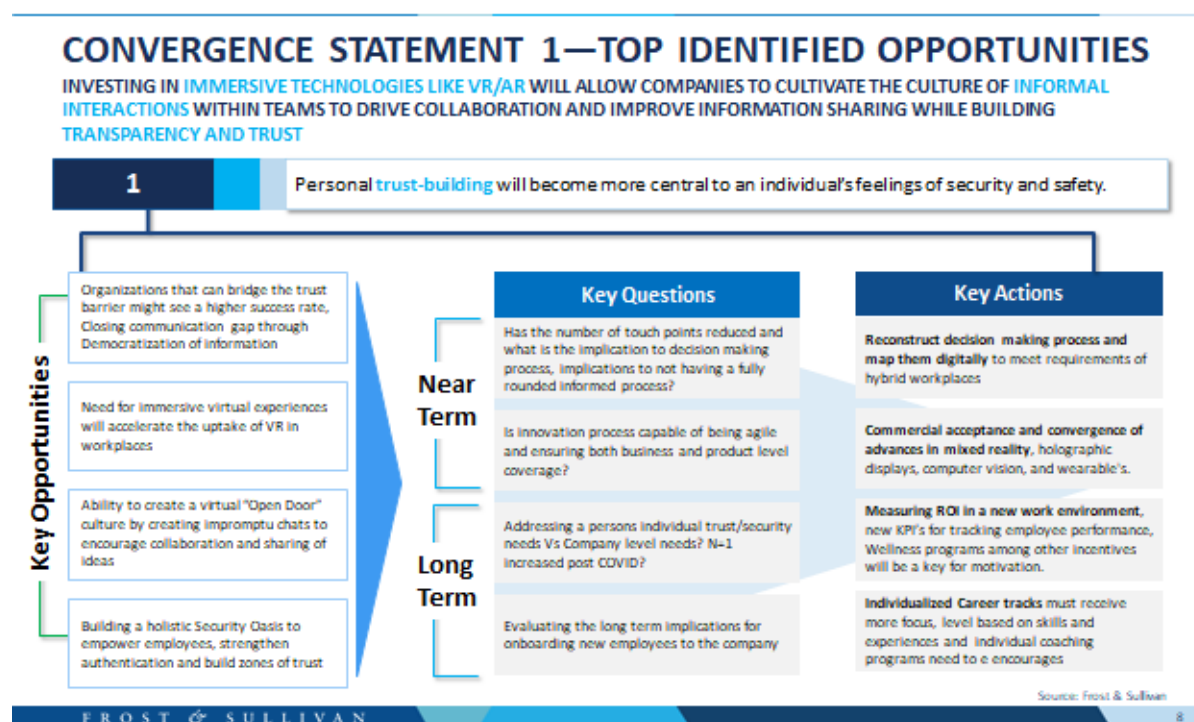 CONVERGENCE STATEMENT 1—TOP IDENTIFIED OPPORTUNITIES
INVESTING IN IMMERSIVE TECHNOLOGIES LIKE VR/AR WILL ALLOW COMPANIES TO CULTIVATE THE CULTURE OF INFORMAL
INTERACTIONS WITHIN TEAMS TO DRIVE COLLABORATION AND IMPROVE INFORMATION SHARING WHILE BUILDING
TRANSPARENCY AND TRUST
1
Personal trust-building will become more central to an individual's feelings of security and safety.
Key Opportunities
Organizations that can bridge the trust
barrier might see a higher success rate,
Closing communication gap through
Democratization of information
Need for immersive virtual experiences
will accelerate the uptake of VR in
workplaces
Ability to create a virtual "Open Door"
culture by creating impromptu chats to
encourage collaboration and sharing of
ideas
Building a holistic Security Oasis to
empower employees, strengthen
authentication and build zones of trust
Key Questions
Near
Term
Has the number of touch points reduced and
what is the implication to decision making
process, implications to not having a fully
rounded informed process?
Is innovation process capable of being agile
and ensuring both business and product level
coverage?
Long
Term
Addressing a persons individual trust/security
needs Vs Company level needs? N=1
increased post COVID?
Evaluating the long term implications for
onboarding new employees to the company
Key Actions
Reconstruct decision making process and
map them digitally to meet requirements of
hybrid workplaces
Commercial acceptance and convergence of
advances in mixed reality, holographic
displays, computer vision, and wearable's.
Measuring ROI in a new work environment,
new KPI's for tracking employee performance,
Wellness programs among other incentives
will be a key for motivation.
Individualized Career tracks must receive
more focus, level based on skills and
experiences and individual coaching
programs need to e encourages
Source: Frost & Sullivan
FROST & SULLIVAN
8